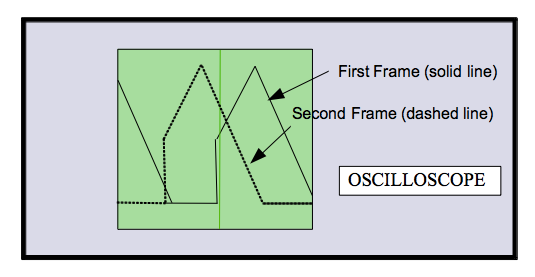 First Frame (solid line)
Second Frame (dashed line)
OSCILLOSCOPE